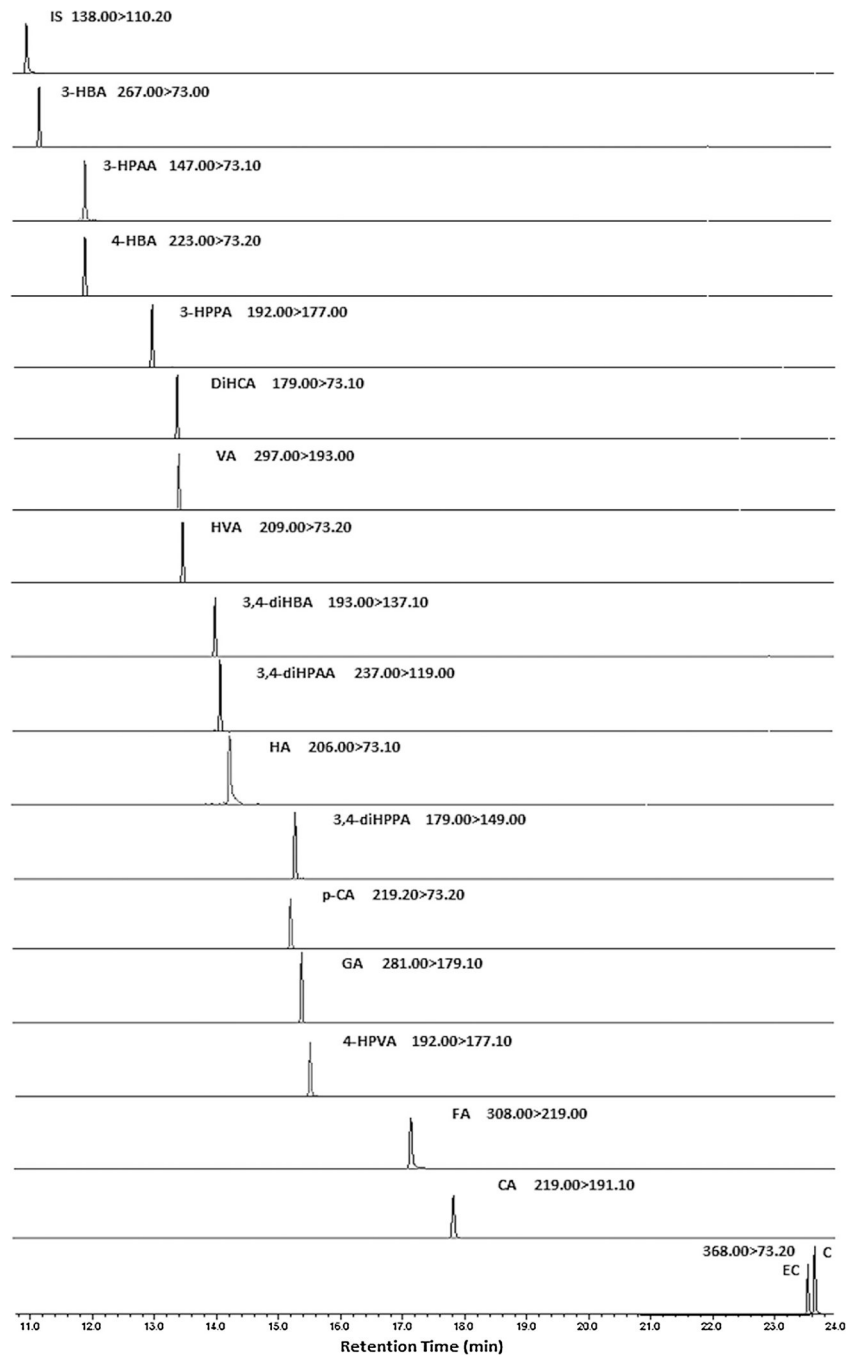 IS 138.00>110.20
3-HBA 267.00>73.00
3-HPAA 147.00>73.10
4-HBA 223.00>73.20
3-HPPA 192.00>177.00
DiHCA 179.00>73.10
VA 297.00>193.00
HVA 209.00>73.20
3,4-diHBA 193.00>137.10
3,4-diHPAA 237.00>119.00
HA 206.00>73.10
3,4-diHPPA 179.00>149.00
p-CA 219.20>73.20
GA 281.00>179.10
4-HPVA 192.00>177.10
FA 308.00>219.00
CA 219.00>191.10
368.00>73.20 C
EC
11.0 12.0 13.0 14.0 15.0 16.0 17.0 18.0 19.0 20.0 21.0 22.0 23.0 24.0
Retention Time (min)